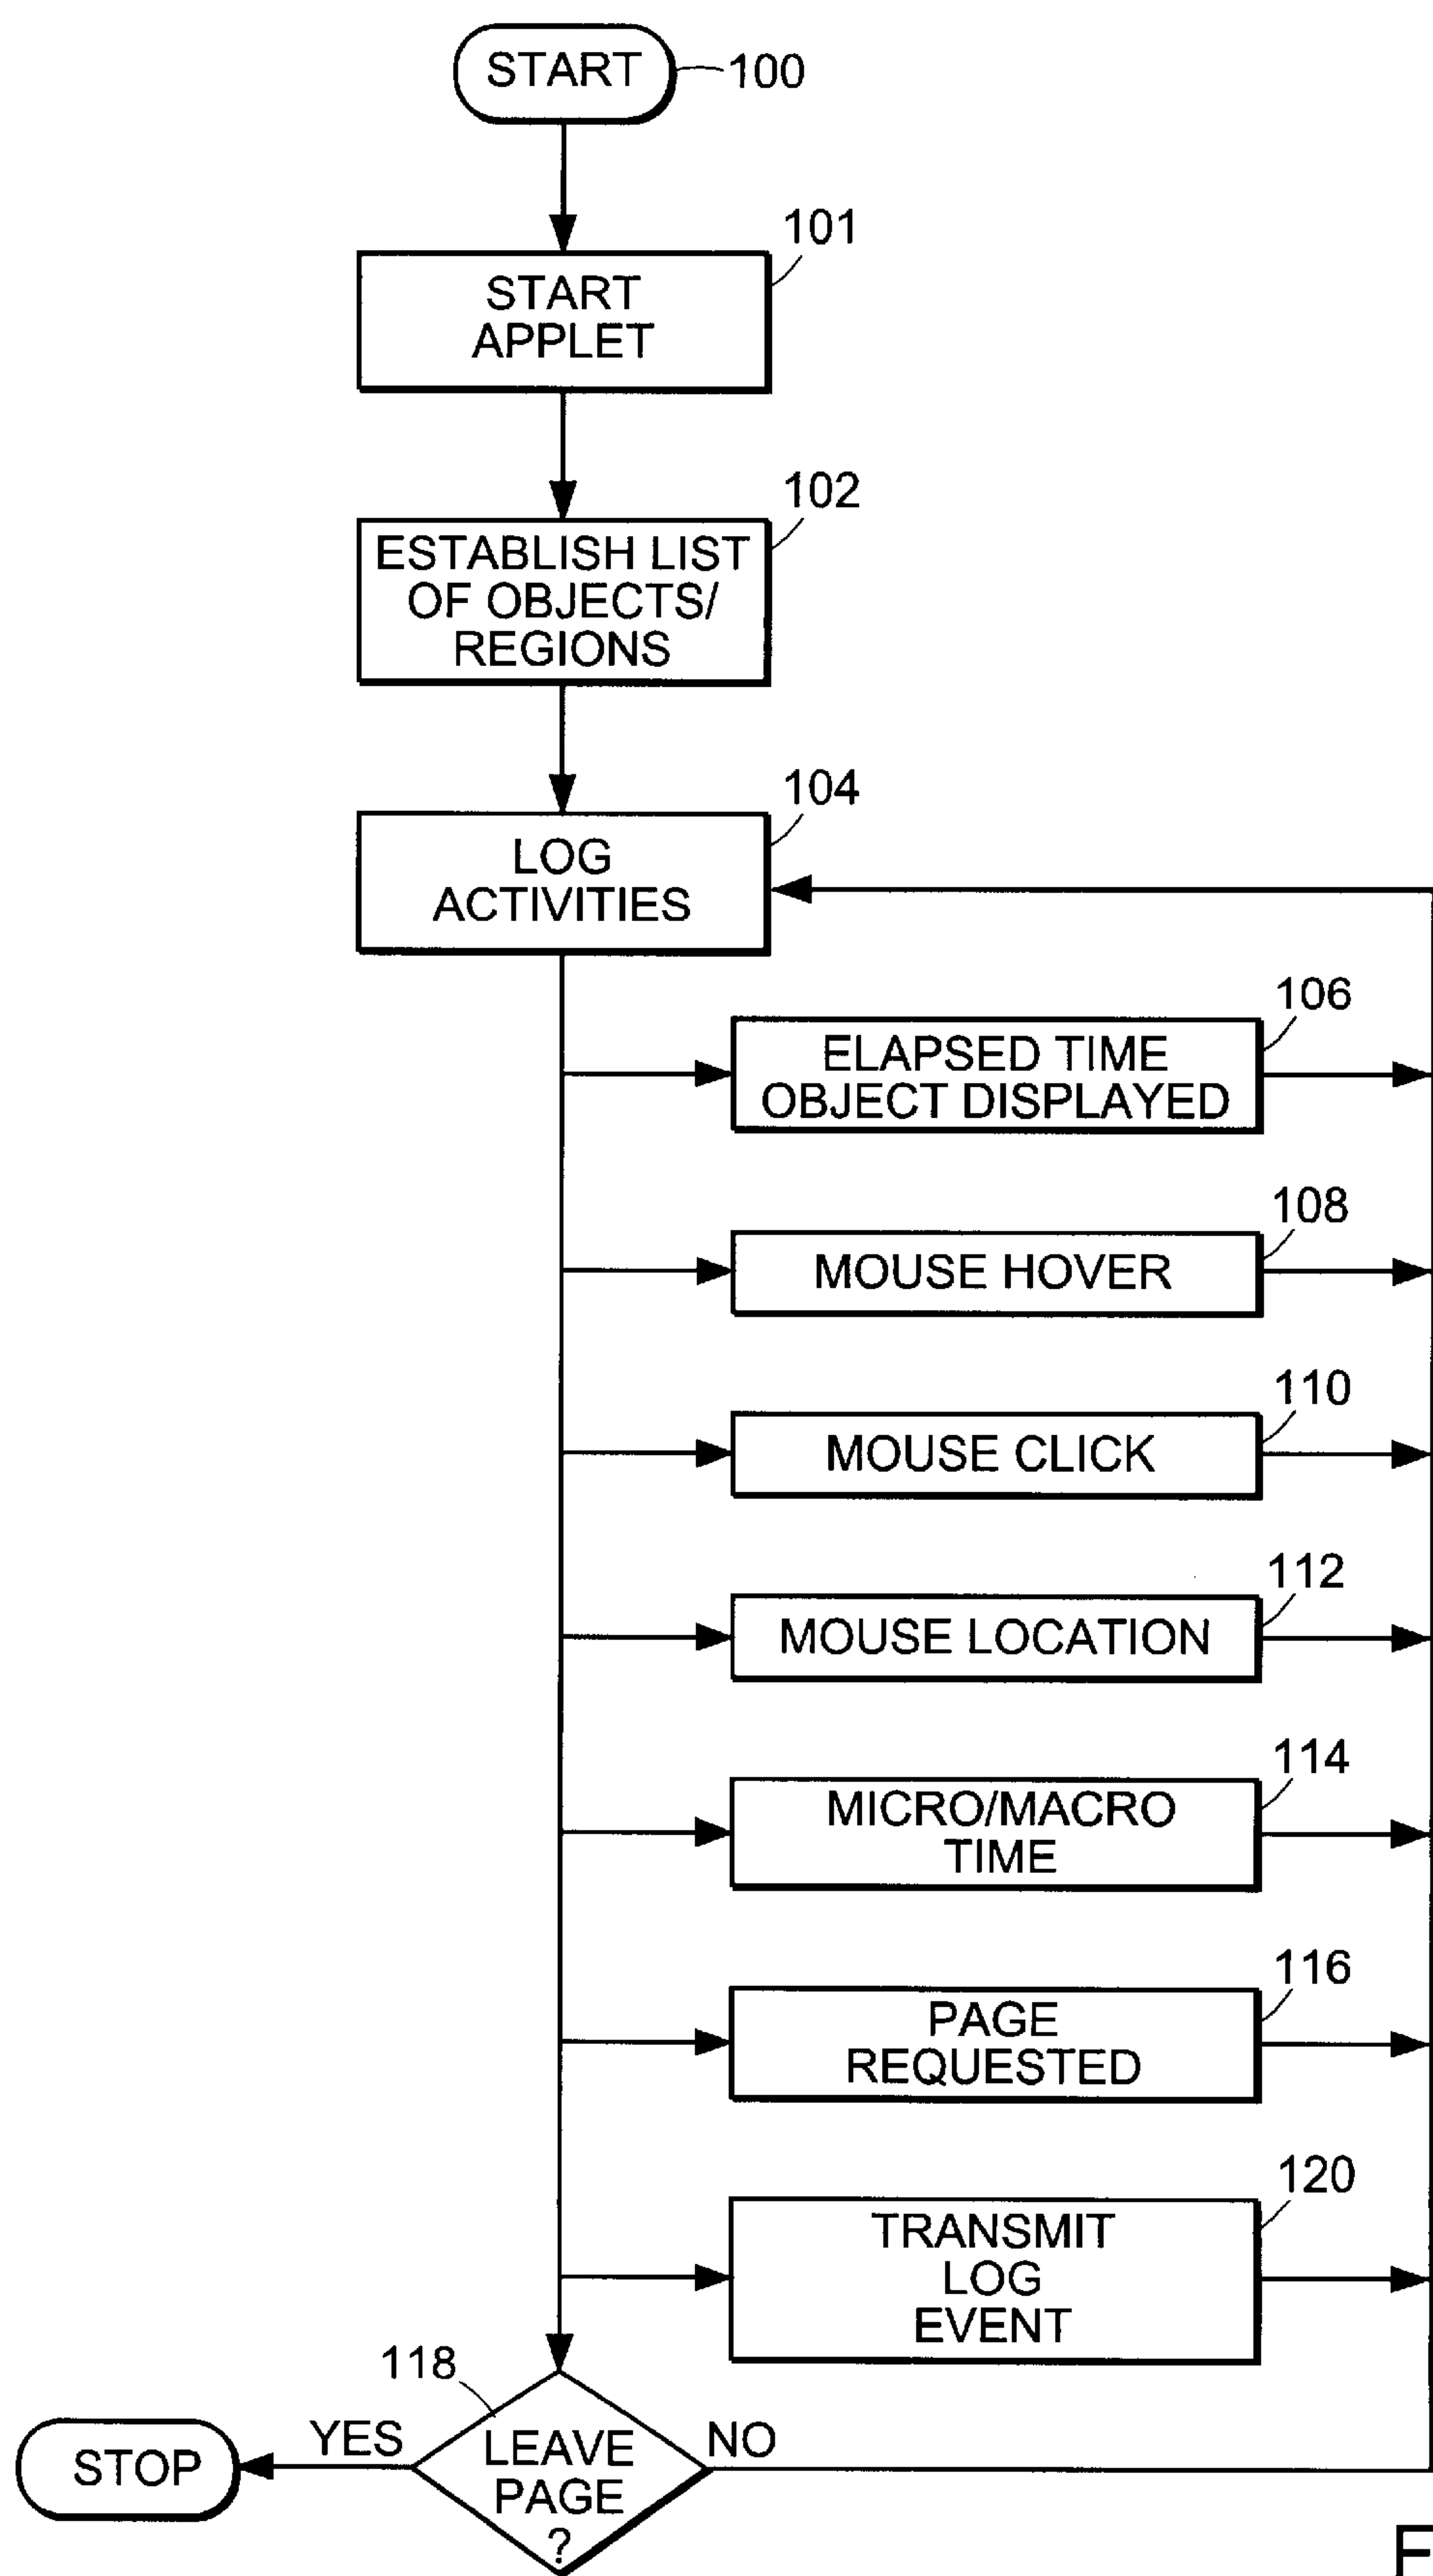 START
100
101
START
APPLET
102
ESTABLISH LIST
OF OBJECTS/
REGIONS
104
LOG
ACTIVITIES
106
ELAPSED TIME
OBJECT DISPLAYED
108
MOUSE HOVER
110
MOUSE CLICK
112
MOUSE LOCATION
114
MICRO/MACRO
TIME
116
PAGE
REQUESTED
120
TRANSMIT
LOG
EVENT
118
STOP
YES
LEAVE
PAGE
?
NO
F